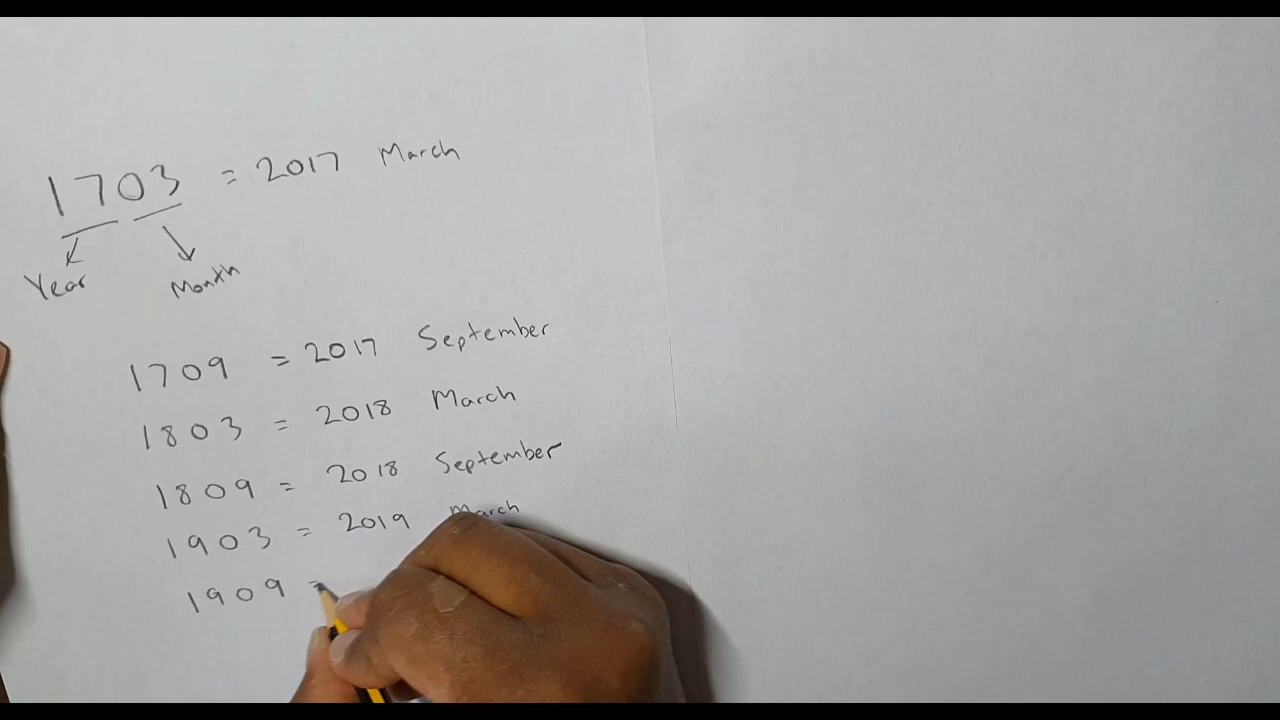 1703 = 2017 March
Year Month
1709 = 2017 September
1803 = 2018 March
1809 = 2018 September
1903 = 2019 March
1909 =